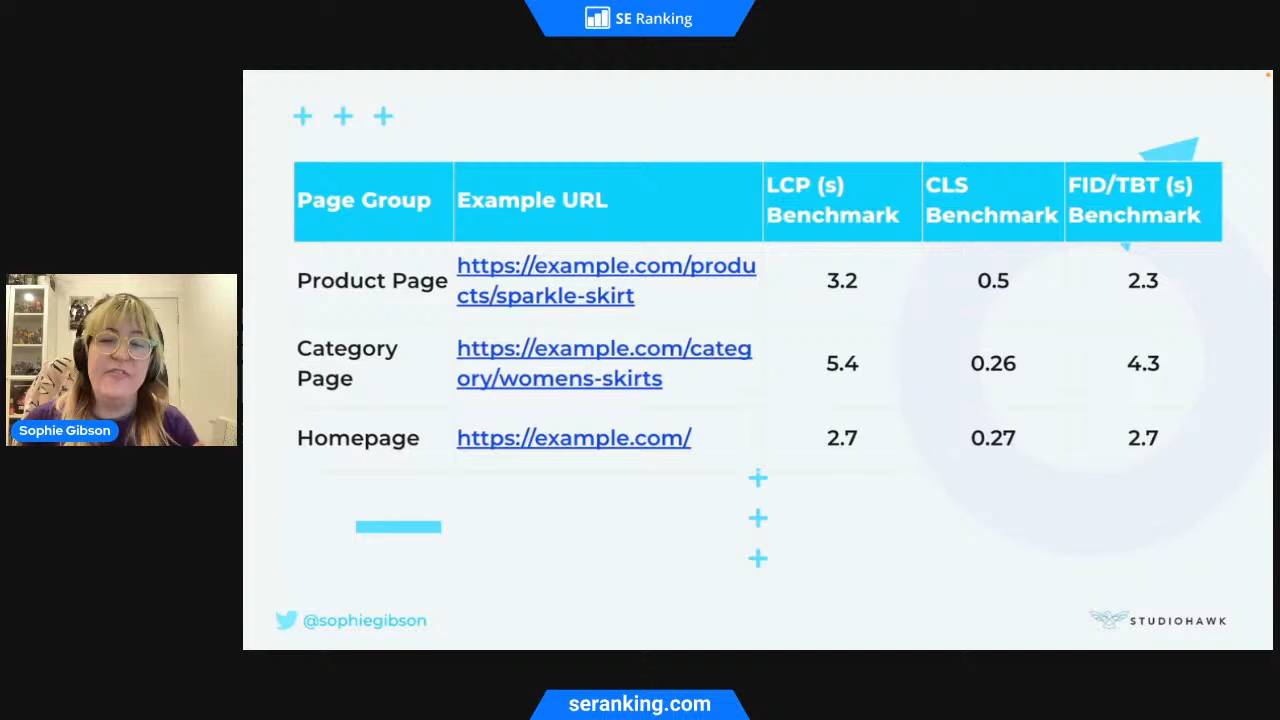 SE Ranking
Page Group
Example URL
LCP (s)
Benchmark
CLS
Benchmark
FID/TBT (s)
Benchmark
Product Page
https://example.com/produ
cts/sparkle-skirt
3.2
0.5
2.3
Category
Page
https://example.com/categ
ory/womens-skirts
5.4
0.26
4.3
Homepage
https://example.com/
2.7
0.27
2.7
Sophie Gibson
@sophiegibson
STUDIOHAWK
seranking.com